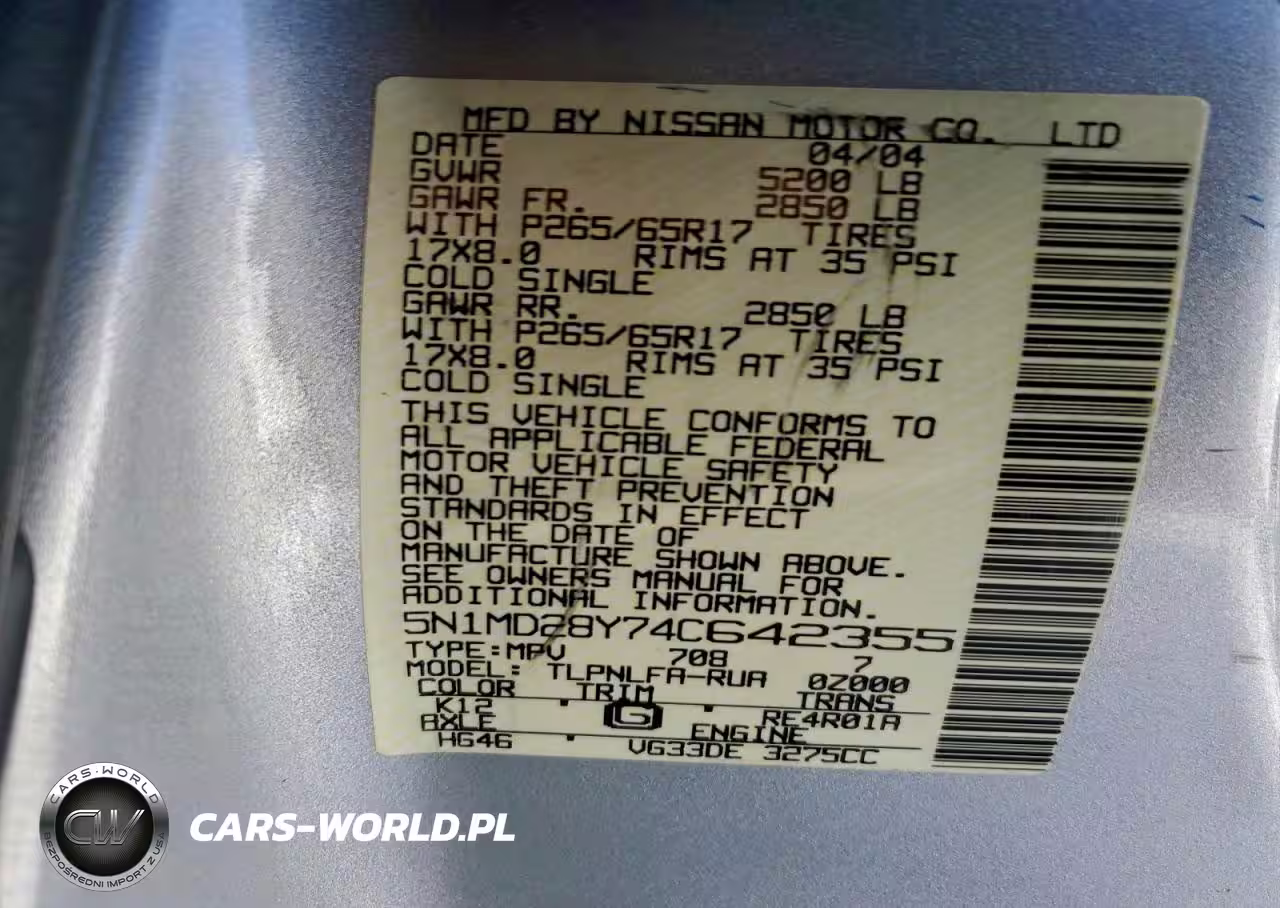 MFD BY NISSAN MOTOR CO. LTD
DATE 04/04
GVWR 5200 LB
GAWR FR. 2850 LB
WITH P265/65R17 TIRES
17X8.0 RIMS AT 35 PSI
COLD SINGLE
GAWR RR. 2850 LB
WITH P265/65R17 TIRES
17X8.0 RIMS AT 35 PSI
COLD SINGLE
THIS VEHICLE CONFORMS TO
ALL APPLICABLE FEDERAL
MOTOR VEHICLE SAFETY
AND THEFT PREVENTION
STANDARDS IN EFFECT
ON THE DATE OF
MANUFACTURE SHOWN ABOVE.
SEE OWNERS MANUAL FOR
ADDITIONAL INFORMATION.
5N1MD28Y74C642355
TYPE:MPV 708 7
MODEL: TLPNLFA-RUA 0Z000
COLOR TRIM TRANS
K12 G RE4R01A
AXLE ENGINE
HG46 VG33DE 3275CC
CARS-WORLD
CW
BEZPOŚREDNI IMPORT Z USA
CARS-WORLD.PL